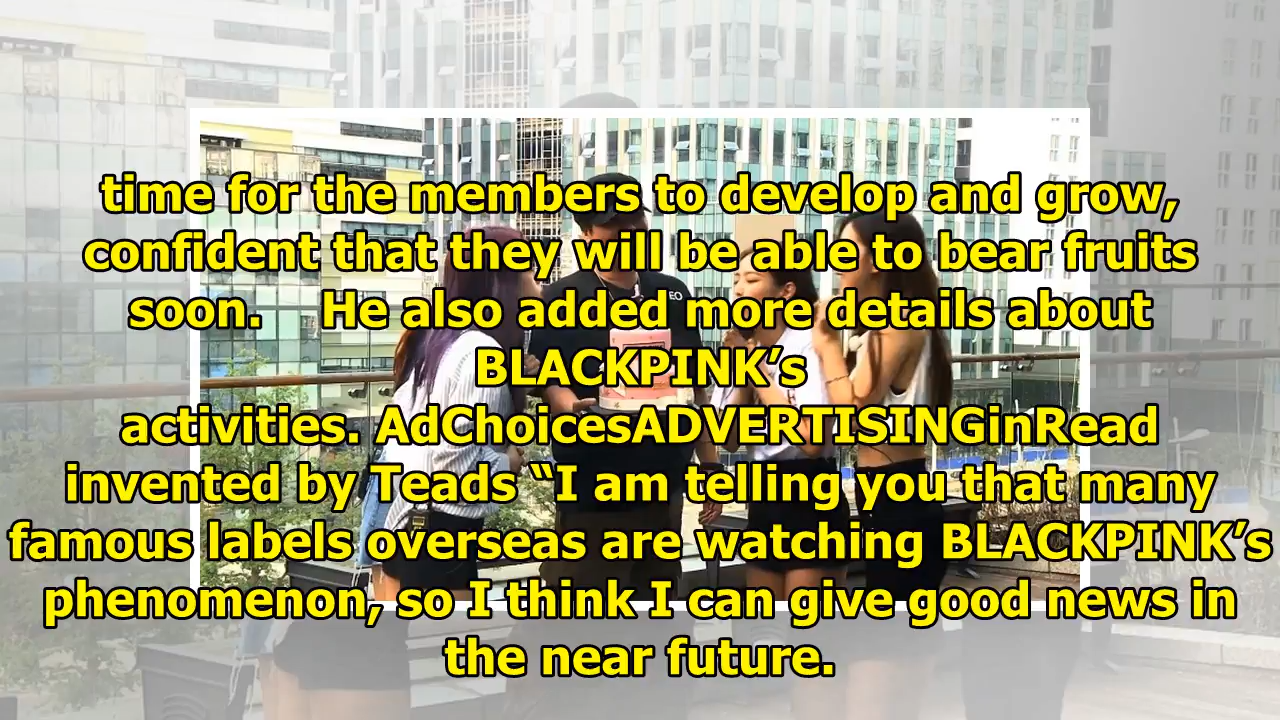 time for the members to develop and grow,
confident that they will be able to bear fruits
soon.    He also added more details about
BLACKPINK’s
activities. AdChoicesADVERTISINGinRead
invented by Teads “I am telling you that many
famous labels overseas are watching BLACKPINK’s
phenomenon, so I think I can give good news in
the near future.
EO